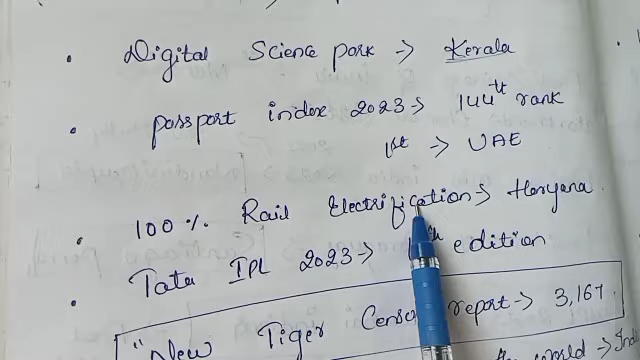 • Digital Science park → Kerala
• passport index 2023 → 144th rank
1st → UAE
• 100% Rail Electrification → Haryana.
• Tata IPL 2023 → edition
"New Tiger Census report → 3,167
world →